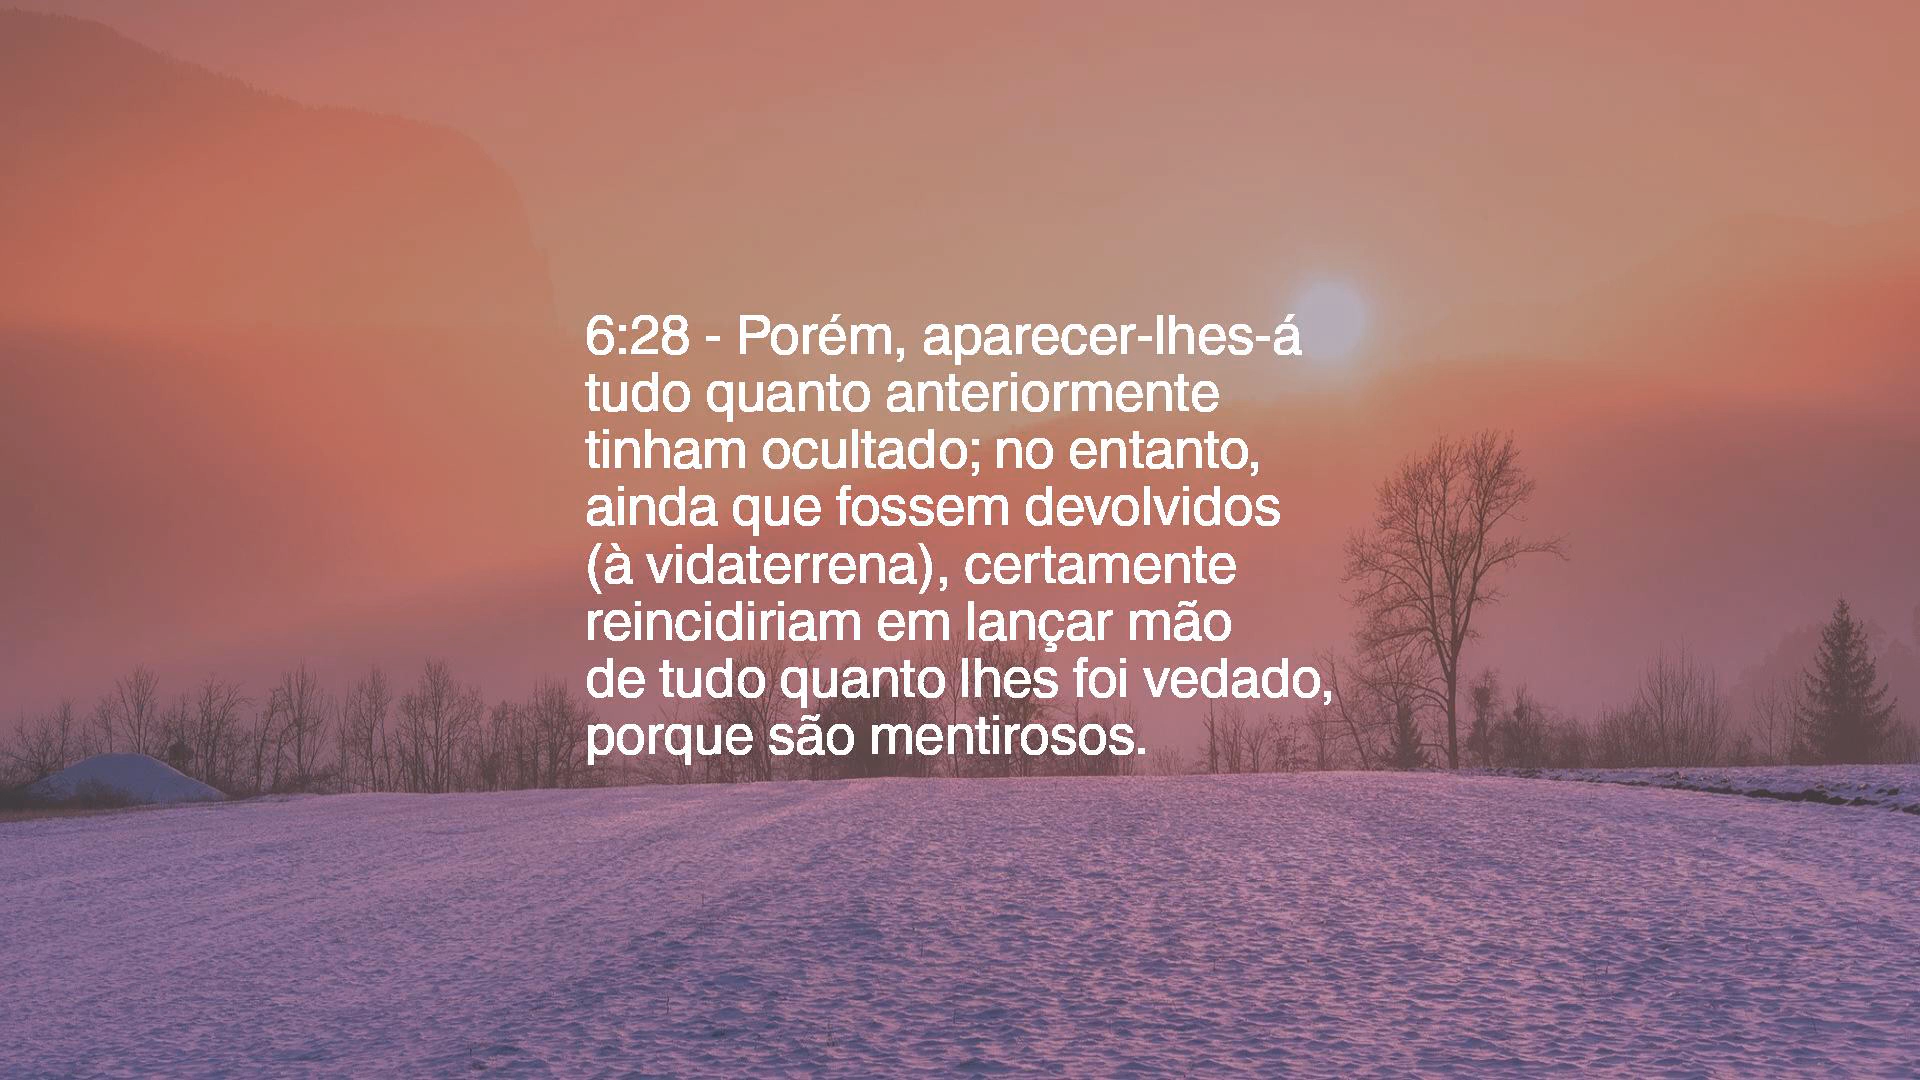 6:28 - Porém, aparecer-lhes-á
tudo quanto anteriormente
tinham ocultado; no entanto,
ainda que fossem devolvidos
(à vidaterrena), certamente
reincidiriam em lançar mão
de tudo quanto lhes foi vedado,
porque são mentirosos.